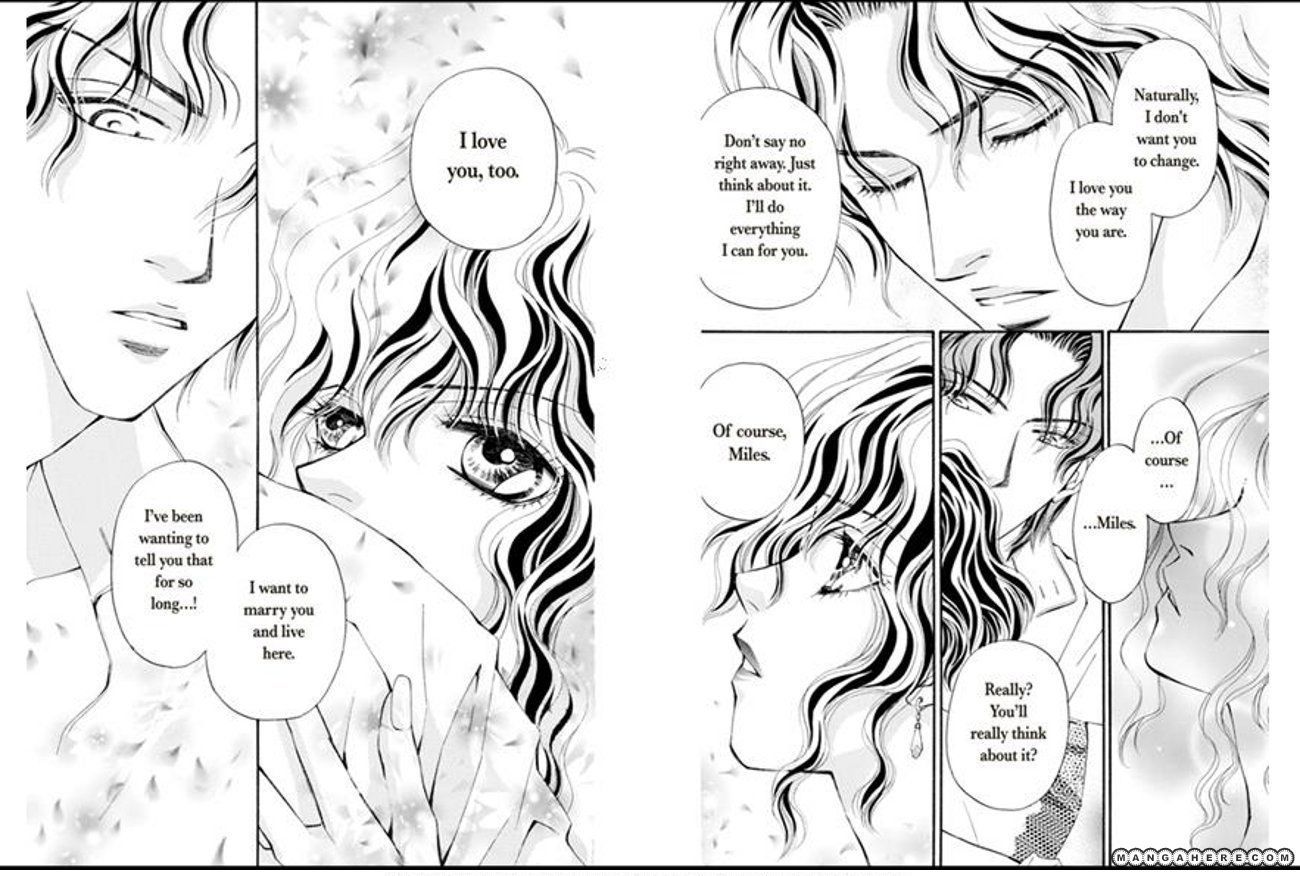 Naturally,
I don't
want you
to change.
I love you
the way
you are.
Don't say no
right away. Just
think about it.
I'll do
everything
I can for you.
...Of
course
...
...Miles.
Really?
You'll
really think
about it?
Of course,
Miles.
I love
you, too.
I've been
wanting to
tell you that
for so
long...!
I want to
marry you
and live
here.
MANGAHERE.COM